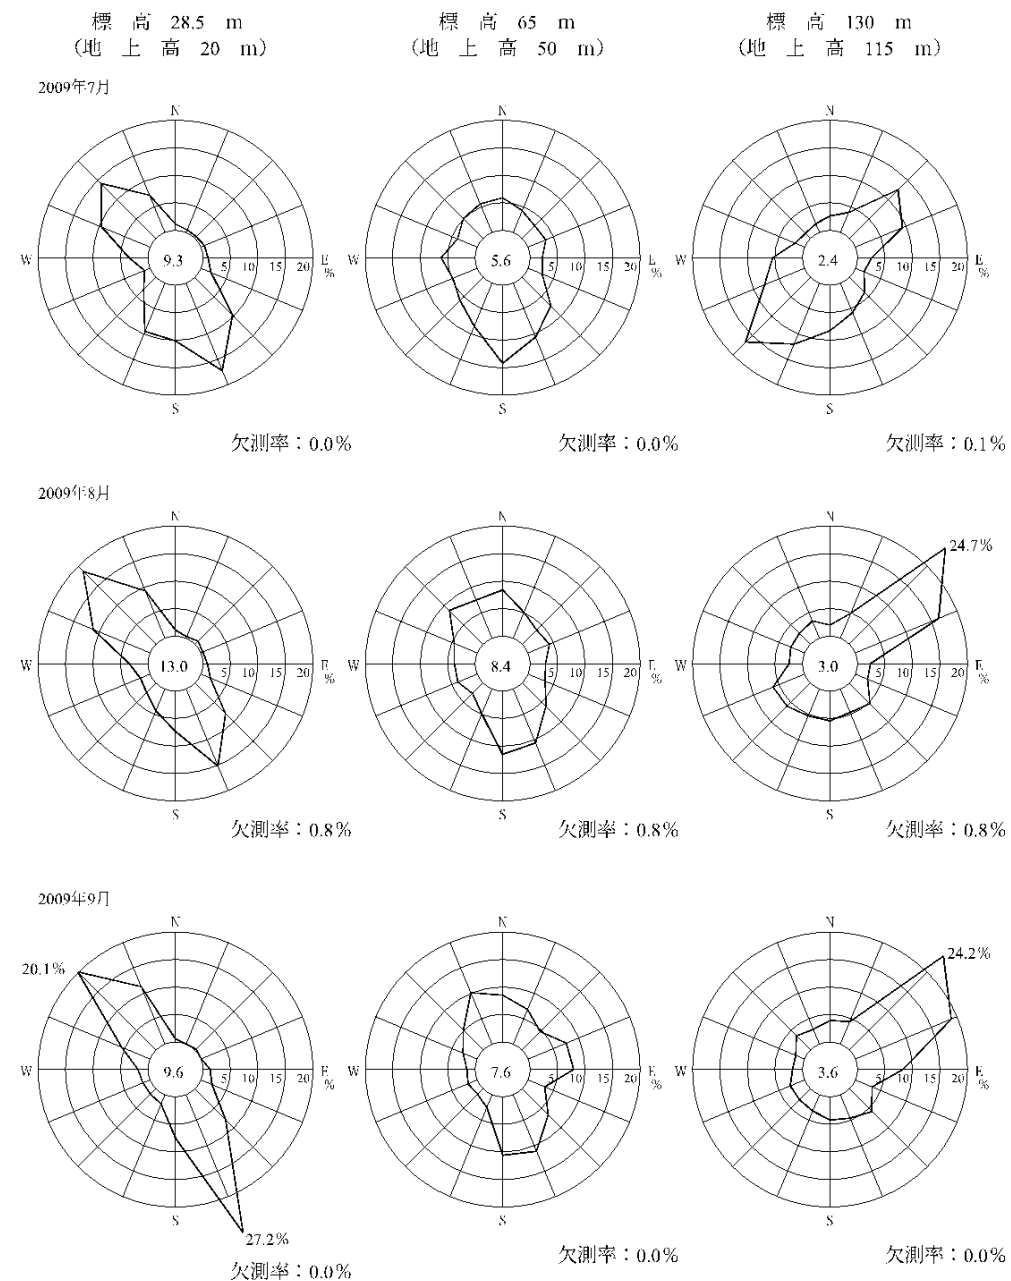 標 高 28.5 m 標 高 65 m 標 高 130 m
（地 上 高 20 m） （地 上 高 50 m） （地 上 高 115 m）
2009年7月
N N N
W 9.3 5 10 15 20 E % W 5.6 5 10 15 20 E % W 2.4 5 10 15 20 E %
S S S
欠測率：0.0% 欠測率：0.0% 欠測率：0.1%
2009年8月
N N N
24.7%
W 13.0 5 10 15 20 E % W 8.4 5 10 15 20 E % W 3.0 5 10 15 20 E %
S S S
欠測率：0.8% 欠測率：0.8% 欠測率：0.8%
2009年9月
N N N
20.1% 24.2%
W 9.6 5 10 15 20 E % W 7.6 5 10 15 20 E % W 3.6 5 10 15 20 E %
S S S
27.2%
欠測率：0.0% 欠測率：0.0% 欠測率：0.0%